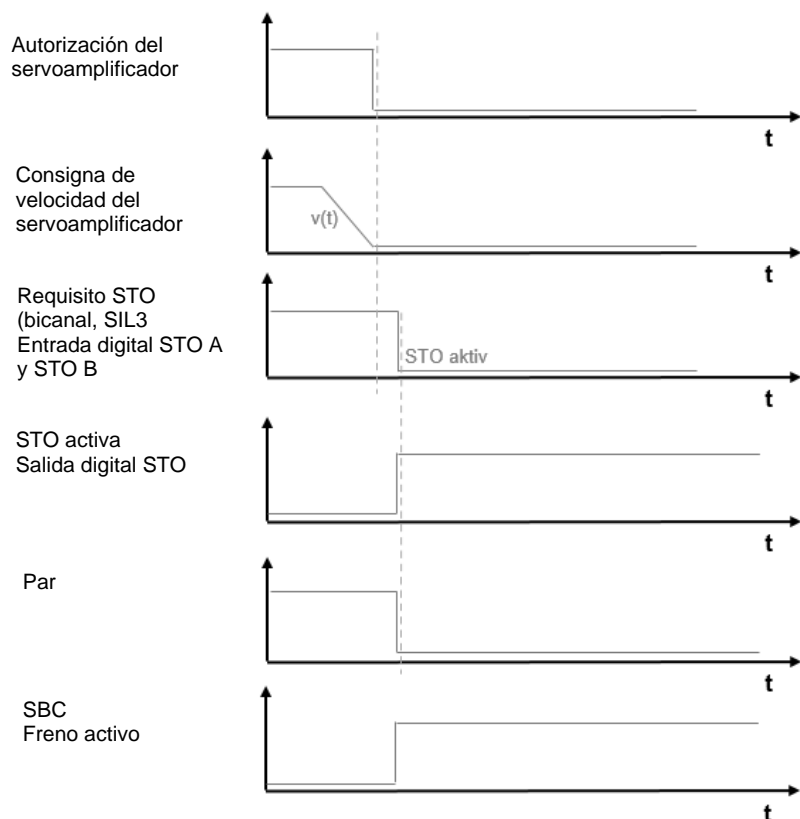 Autorización del
servoamplificador
t
Consigna de
velocidad del
servoamplificador
v(t)
t
Requisito STO
(bicanal, SIL3
Entrada digital STO A
y STO B
STO aktiv
t
STO activa
Salida digital STO
t
Par
t
SBC
Freno activo
t